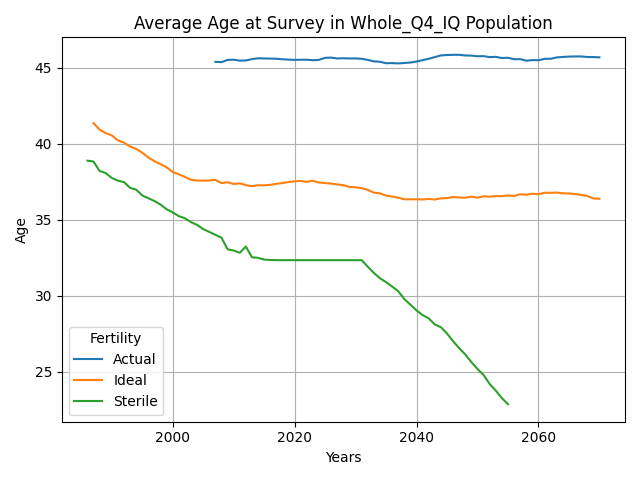 Average Age at Survey in Whole_Q4_IQ Population
45
40
35
30
25
Age
Fertility
Actual
Ideal
Sterile
2000
2020
2040
2060
Years